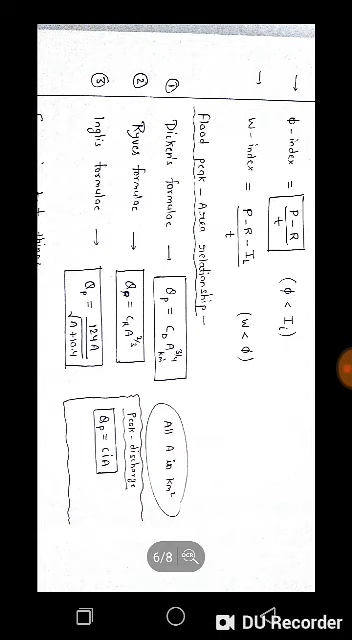 → ϕ-index = P-R / t (ϕ < Iᵢ)
→ W-index = P-R-I_L / t (W < ϕ)
Flood peak - Area relationship -
① Dicken's formulae → Q_P = C_D A^3/4 km²
All A in km²
② Ryves formulae → Q_P = C_R A^2/3
③ Inglis formulae → Q_P = 124A / √A+10.4
Peak-discharge
Q_P = CiA
6/8
OCR
DU Recorder